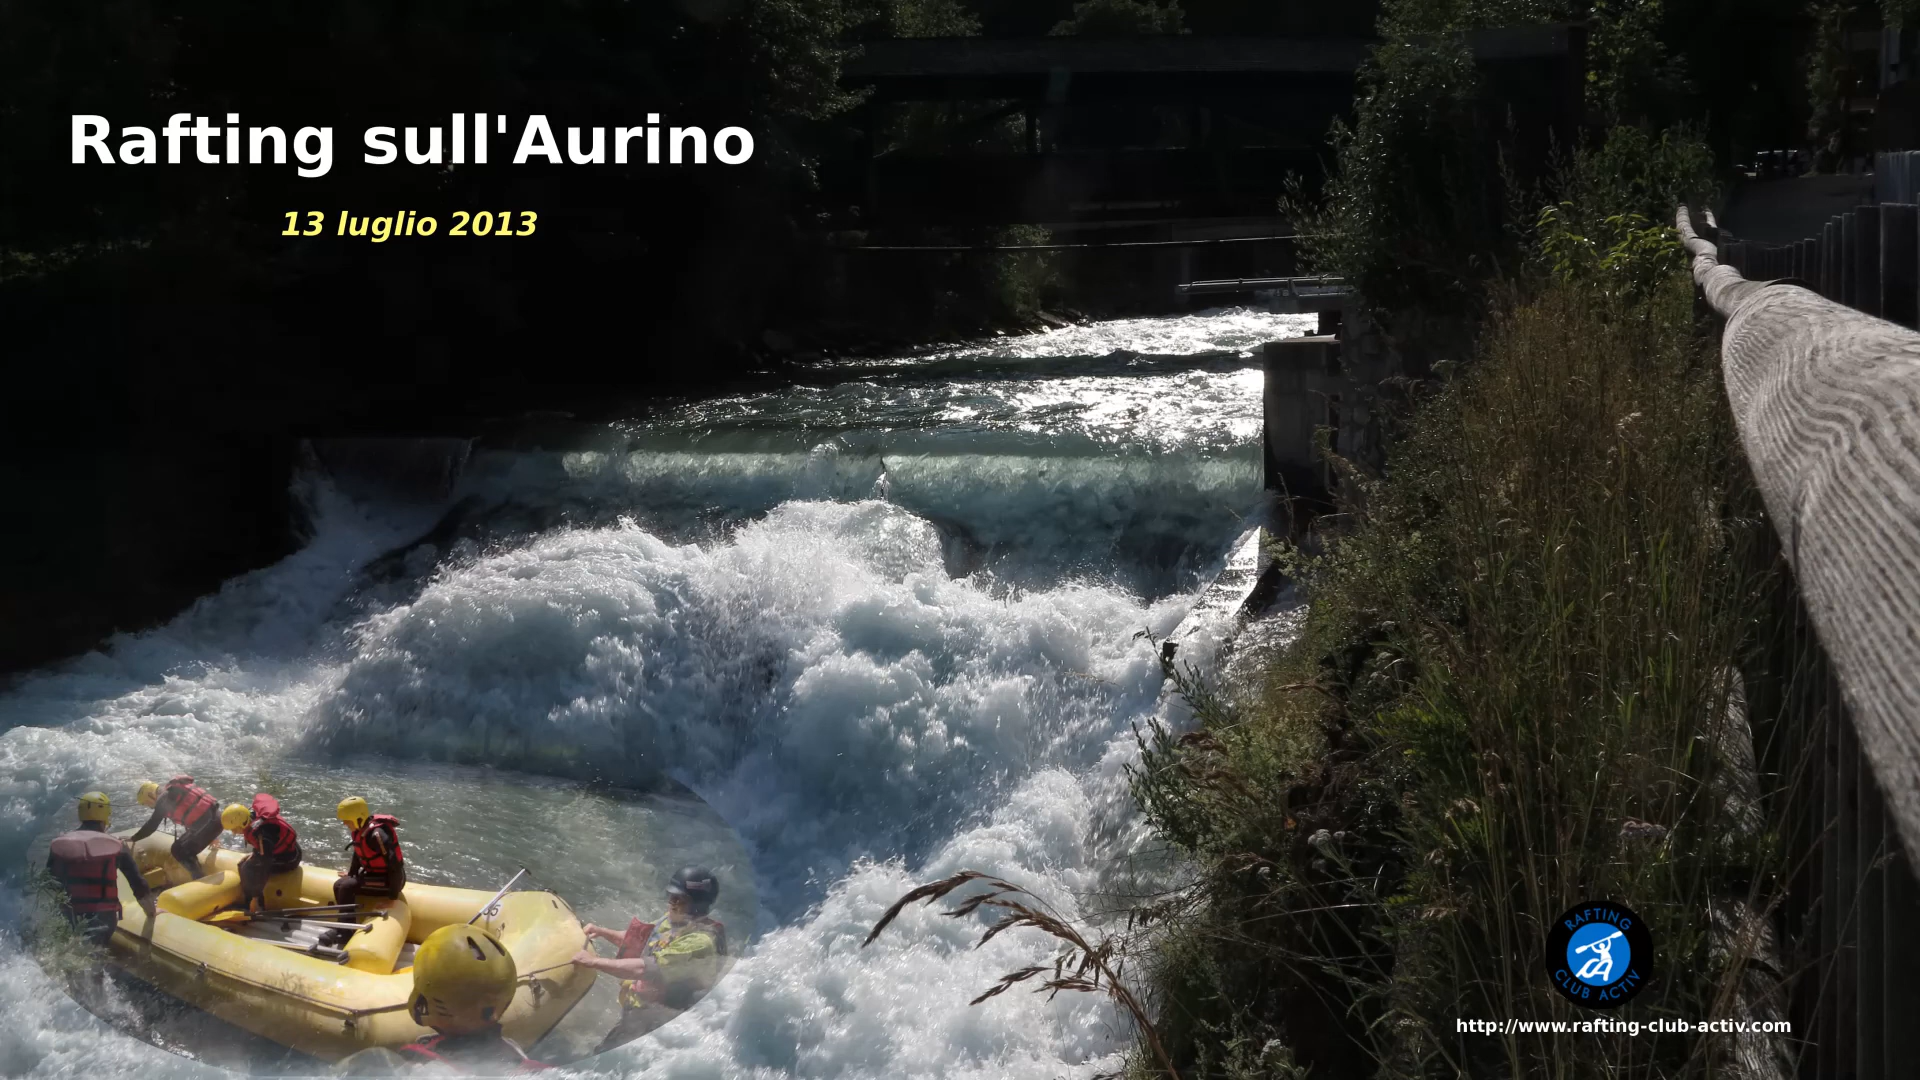 Rafting sull'Aurino
13 luglio 2013
RAFTING
CLUB ACTIV
http://www.rafting-club-activ.com